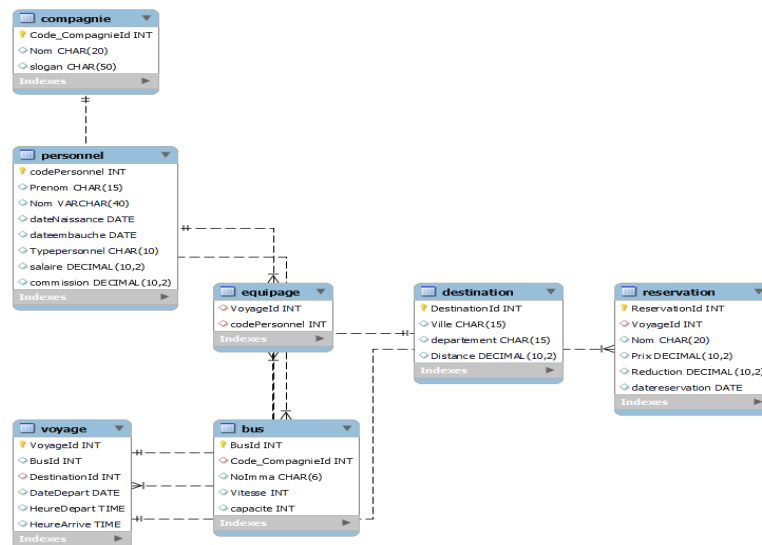 compagnie
Code_CompagnieId INT
Nom CHAR(20)
slogan CHAR(50)
Indexes
personnel
codePersonnel INT
Prenom CHAR(15)
Nom VARCHAR(40)
dateNaissance DATE
dateembauche DATE
Typepersonnel CHAR(10)
salaire DECIMAL(10,2)
commission DECIMAL(10,2)
Indexes
equipage
VoyageId INT
codePersonnel INT
Indexes
destination
DestinationId INT
Ville CHAR(15)
departement CHAR(15)
Distance DECIMAL(10,2)
Indexes
reservation
ReservationId INT
VoyageId INT
Nom CHAR(20)
Prix DECIMAL(10,2)
Reduction DECIMAL(10,2)
datereservation DATE
Indexes
voyage
VoyageId INT
BusId INT
DestinationId INT
DateDepart DATE
HeureDepart TIME
HeureArrive TIME
Indexes
bus
BusId INT
Code_CompagnieId INT
NoImma CHAR(6)
Vitesse INT
capacite INT
Indexes